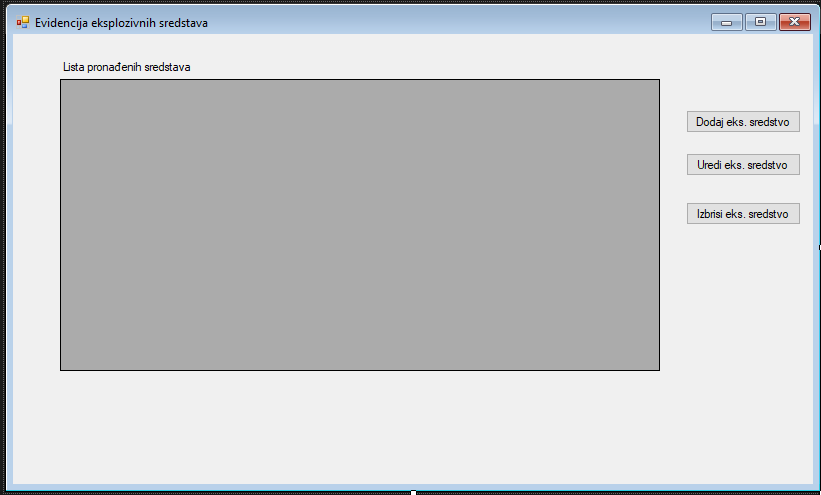 Evidencija eksplozivnih sredstava
Lista pronađenih sredstava
Dodaj eks. sredstvo
Uredi eks. sredstvo
Izbrisi eks. sredstvo